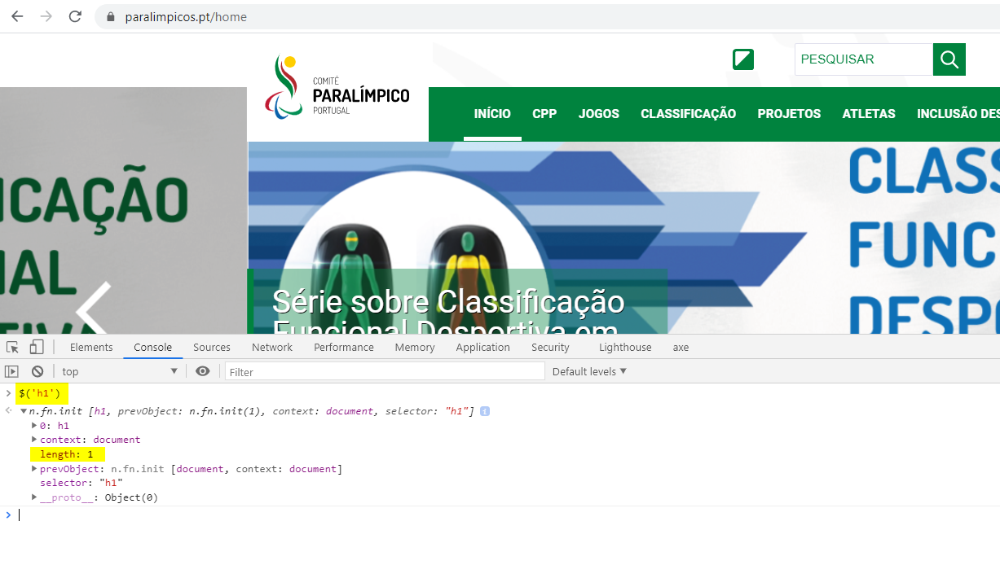 paralimpicos.pt/home
COMITÉ
PARALÍMPICO
PORTUGAL
PESQUISAR
INÍCIO CPP JOGOS CLASSIFICAÇÃO PROJETOS ATLETAS INCLUSÃO DES
ICAÇÃO
AL
TIVA
CLASS
FUNC
DESPO
Série sobre Classificação
Funcional Desportiva em
Elements Console Sources Network Performance Memory Application Security Lighthouse axe
top Filter Default levels
$('h1')
n.fn.init [h1, prevObject: n.fn.init(1), context: document, selector: "h1"]
0: h1
context: document
length: 1
prevObject: n.fn.init [document, context: document]
selector: "h1"
__proto__: Object(0)